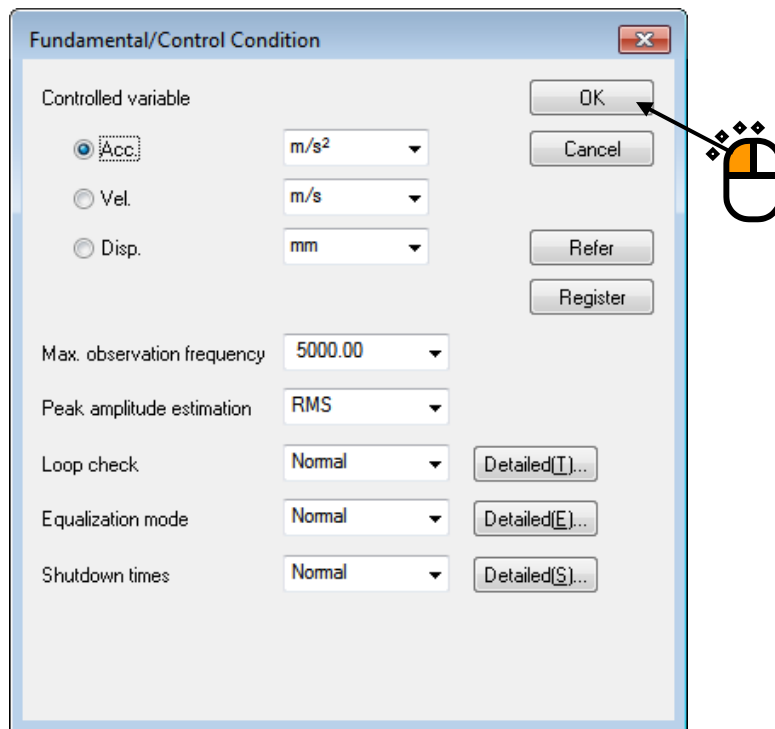 Fundamental/Control Condition
Controlled variable
OK
Acc. m/s²
Cancel
Vel. m/s
Disp. mm
Refer
Register
Max. observation frequency 5000.00
Peak amplitude estimation RMS
Loop check Normal Detailed(T)...
Equalization mode Normal Detailed(E)...
Shutdown times Normal Detailed(S)...